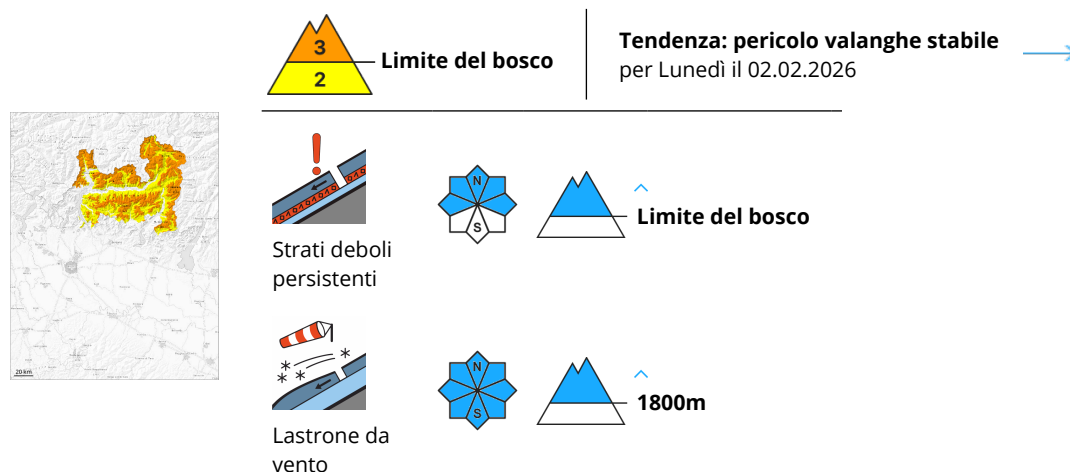 3
2
Limite del bosco
Tendenza: pericolo valanghe stabile
per Lunedì il 02.02.2026
20 km
Strati deboli
persistenti
N
S
Limite del bosco
Lastrone da
vento
N
S
1800m